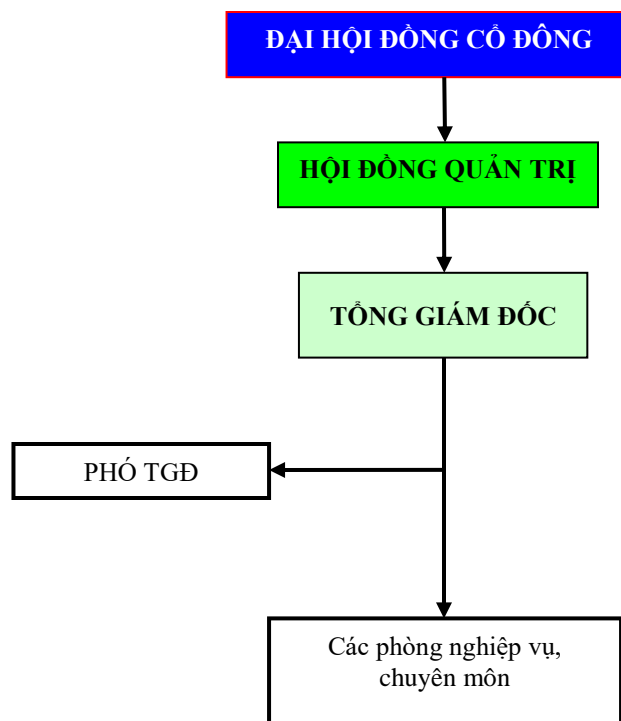 ĐẠI HỘI ĐỒNG CỔ ĐÔNG
HỘI ĐỒNG QUẢN TRỊ
TỔNG GIÁM ĐỐC
PHÓ TGĐ
Các phòng nghiệp vụ,
chuyên môn